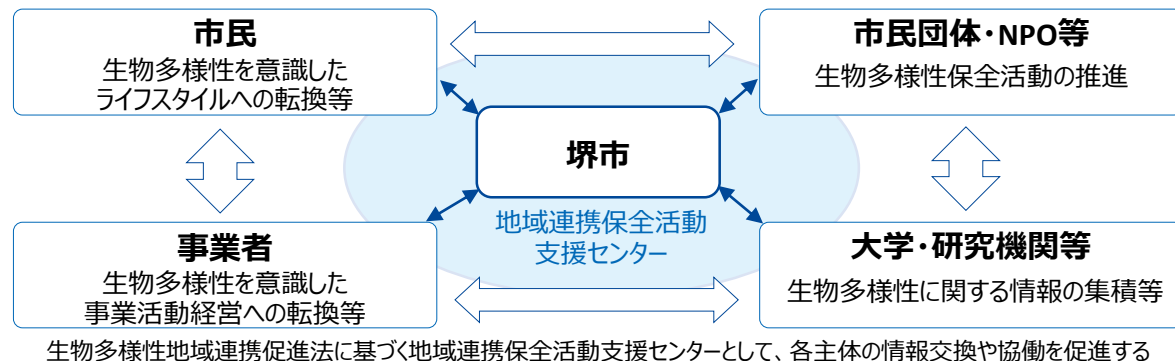 市民
生物多様性を意識した
ライフスタイルへの転換等
市民団体・NPO等
生物多様性保全活動の推進
堺市
地域連携保全活動
支援センター
事業者
生物多様性を意識した
事業活動経営への転換等
大学・研究機関等
生物多様性に関する情報の集積等
生物多様性地域連携促進法に基づく地域連携保全活動支援センターとして、各主体の情報交換や協働を促進する